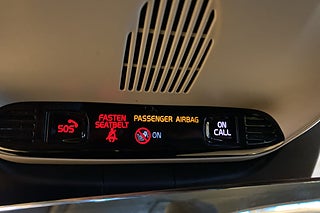 SOS
FASTEN
SEATBELT
PASSENGER AIRBAG
ON
ON
CALL